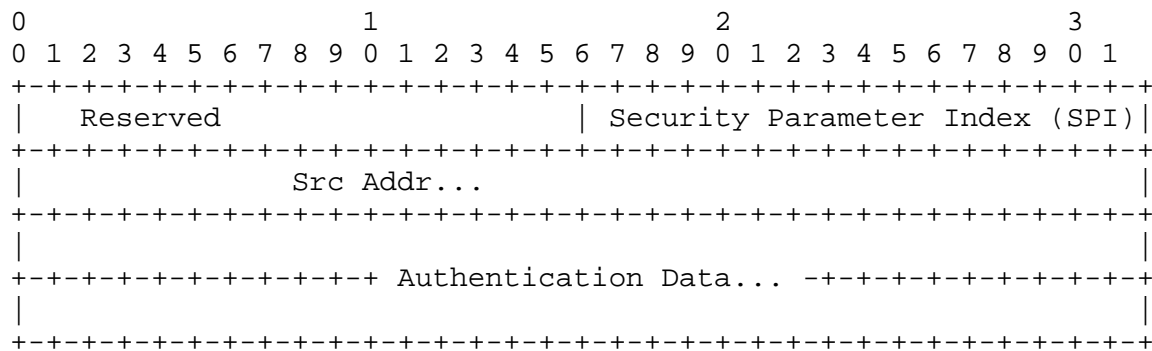 0                   1                   2                   3
0 1 2 3 4 5 6 7 8 9 0 1 2 3 4 5 6 7 8 9 0 1 2 3 4 5 6 7 8 9 0 1
+-+-+-+-+-+-+-+-+-+-+-+-+-+-+-+-+-+-+-+-+-+-+-+-+-+-+-+-+-+-+-+-+
|   Reserved                    | Security Parameter Index (SPI)|
+-+-+-+-+-+-+-+-+-+-+-+-+-+-+-+-+-+-+-+-+-+-+-+-+-+-+-+-+-+-+-+-+
|               Src Addr...                                     |
+-+-+-+-+-+-+-+-+-+-+-+-+-+-+-+-+-+-+-+-+-+-+-+-+-+-+-+-+-+-+-+-+
|                                                               |
+-+-+-+-+-+-+-+-+-+-+ Authentication Data... -+-+-+-+-+-+-+-+-+-+
|                                                               |
+-+-+-+-+-+-+-+-+-+-+-+-+-+-+-+-+-+-+-+-+-+-+-+-+-+-+-+-+-+-+-+-+